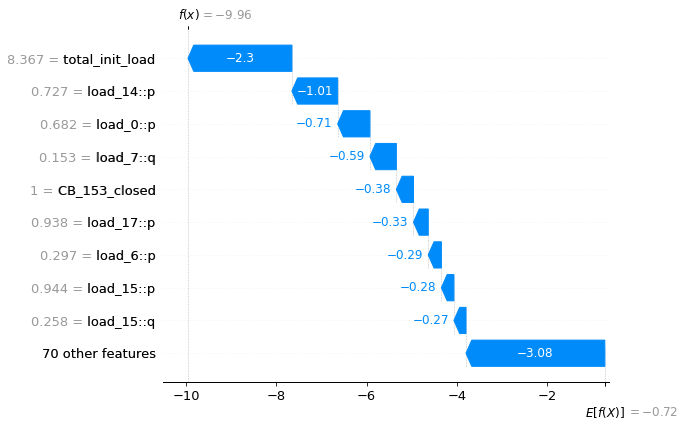 f(x) = −9.96
8.367 = total_init_load −2.3
0.727 = load_14::p −1.01
0.682 = load_0::p −0.71
0.153 = load_7::q −0.59
1 = CB_153_closed −0.38
0.938 = load_17::p −0.33
0.297 = load_6::p −0.29
0.944 = load_15::p −0.28
0.258 = load_15::q −0.27
70 other features −3.08
−10 −8 −6 −4 −2
E[f(X)] = −0.72